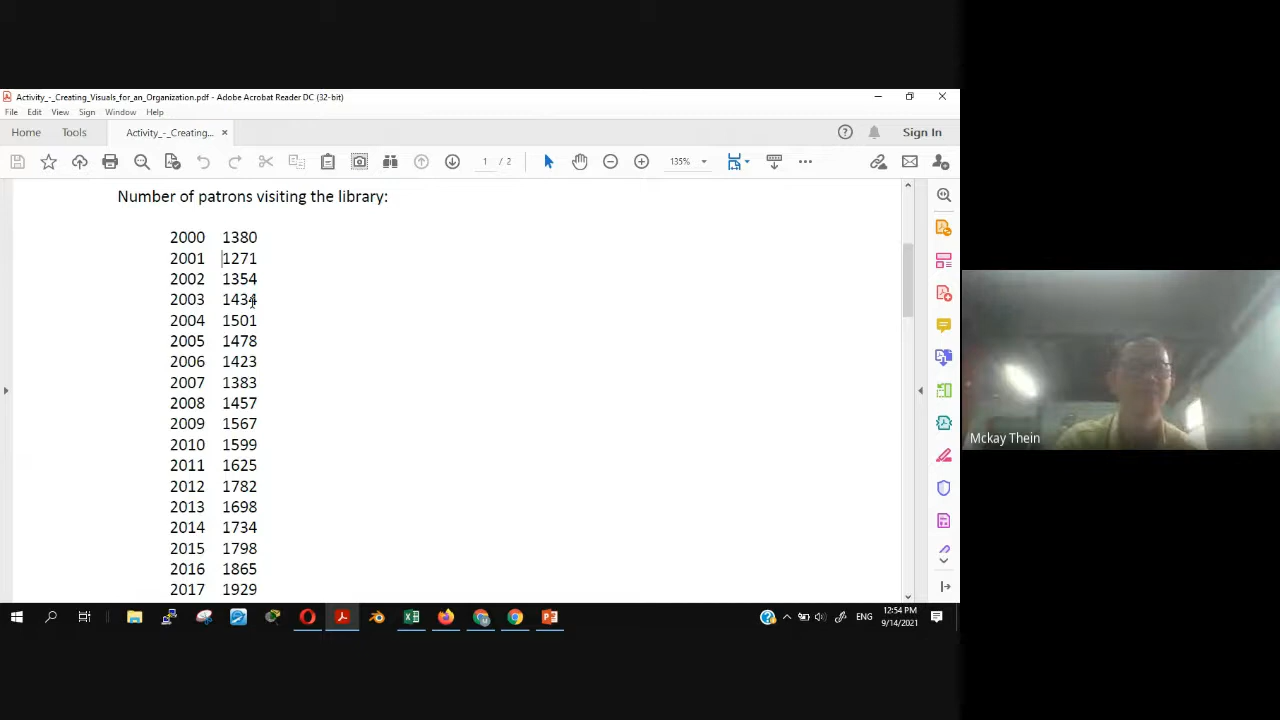 Activity_-_Creating_Visuals_for_an_Organization.pdf - Adobe Acrobat Reader DC (32-bit)
File Edit View Sign Window Help
Home Tools Activity_-_Creating... × Sign In
1 / 2 135%
Number of patrons visiting the library:
2000 1380
2001 1271
2002 1354
2003 1434
2004 1501
2005 1478
2006 1423
2007 1383
2008 1457
2009 1567
2010 1599
2011 1625
2012 1782
2013 1698
2014 1734
2015 1798
2016 1865
2017 1929
Mckay Thein
ENG 12:54 PM
9/14/2021